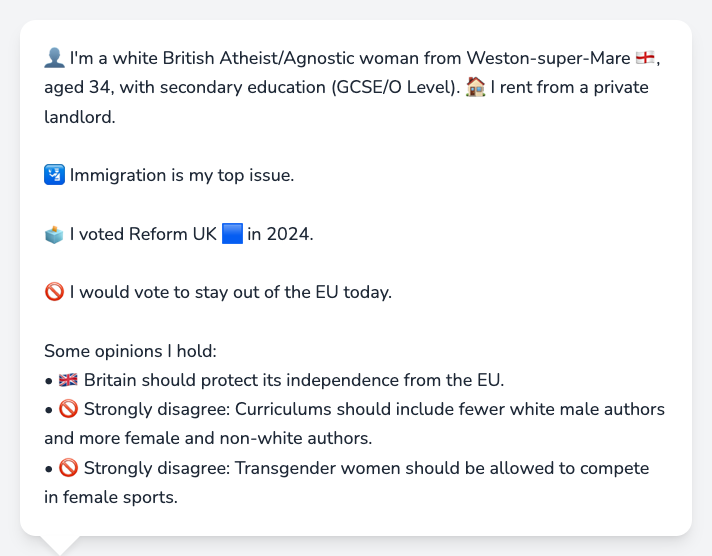 👤 I'm a white British Atheist/Agnostic woman from Weston-super-Mare 🏴󠁧󠁢󠁥󠁮󠁧󠁿,
aged 34, with secondary education (GCSE/O Level). 🏠 I rent from a private
landlord.
🛂 Immigration is my top issue.
🗳️ I voted Reform UK 🟦 in 2024.
🚫 I would vote to stay out of the EU today.
Some opinions I hold:
• 🇬🇧 Britain should protect its independence from the EU.
• 🚫 Strongly disagree: Curriculums should include fewer white male authors
and more female and non-white authors.
• 🚫 Strongly disagree: Transgender women should be allowed to compete
in female sports.